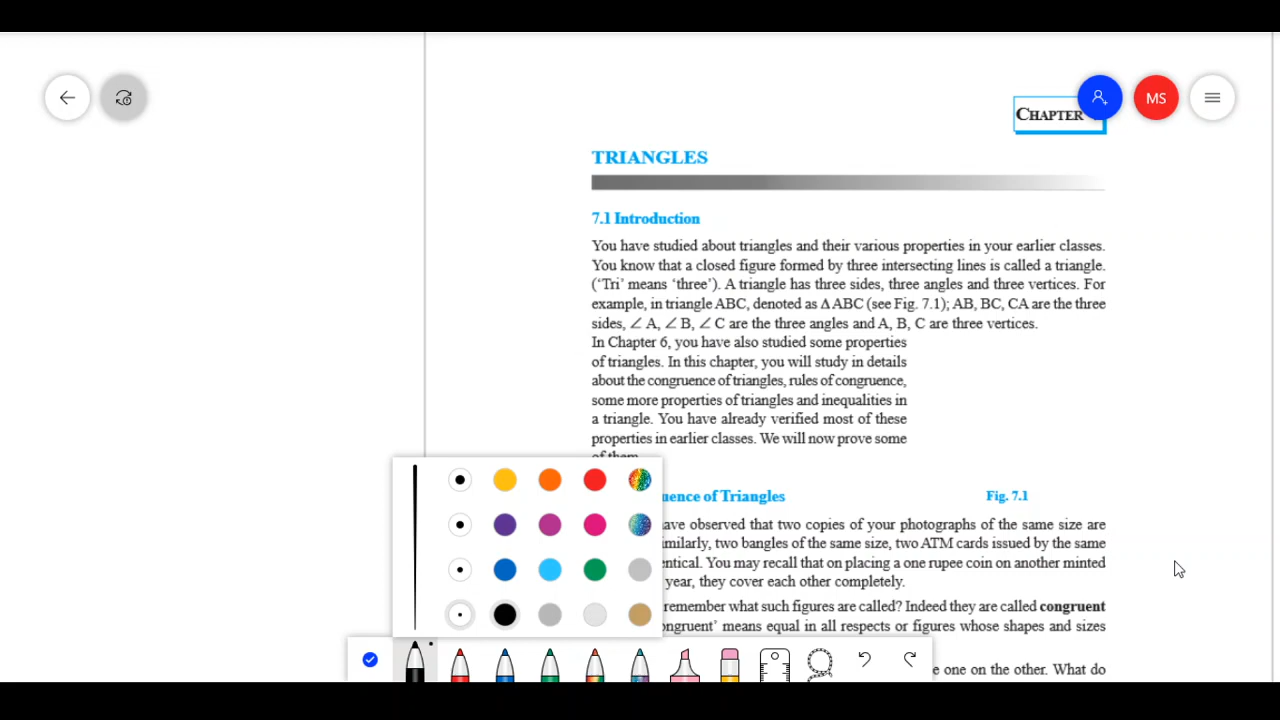 CHAPTER
MS
TRIANGLES
7.1 Introduction
You have studied about triangles and their various properties in your earlier classes.
You know that a closed figure formed by three intersecting lines is called a triangle.
(‘Tri’ means ‘three’). A triangle has three sides, three angles and three vertices. For
example, in triangle ABC, denoted as Δ ABC (see Fig. 7.1); AB, BC, CA are the three
sides, ∠ A, ∠ B, ∠ C are the three angles and A, B, C are three vertices.
In Chapter 6, you have also studied some properties
of triangles. In this chapter, you will study in details
about the congruence of triangles, rules of congruence,
some more properties of triangles and inequalities in
a triangle. You have already verified most of these
properties in earlier classes. We will now prove some
of them.
uence of Triangles
Fig. 7.1
ave observed that two copies of your photographs of the same size are
imilarly, two bangles of the same size, two ATM cards issued by the same
entical. You may recall that on placing a one rupee coin on another minted
year, they cover each other completely.
remember what such figures are called? Indeed they are called congruent
ongruent’ means equal in all respects or figures whose shapes and sizes
e one on the other. What do